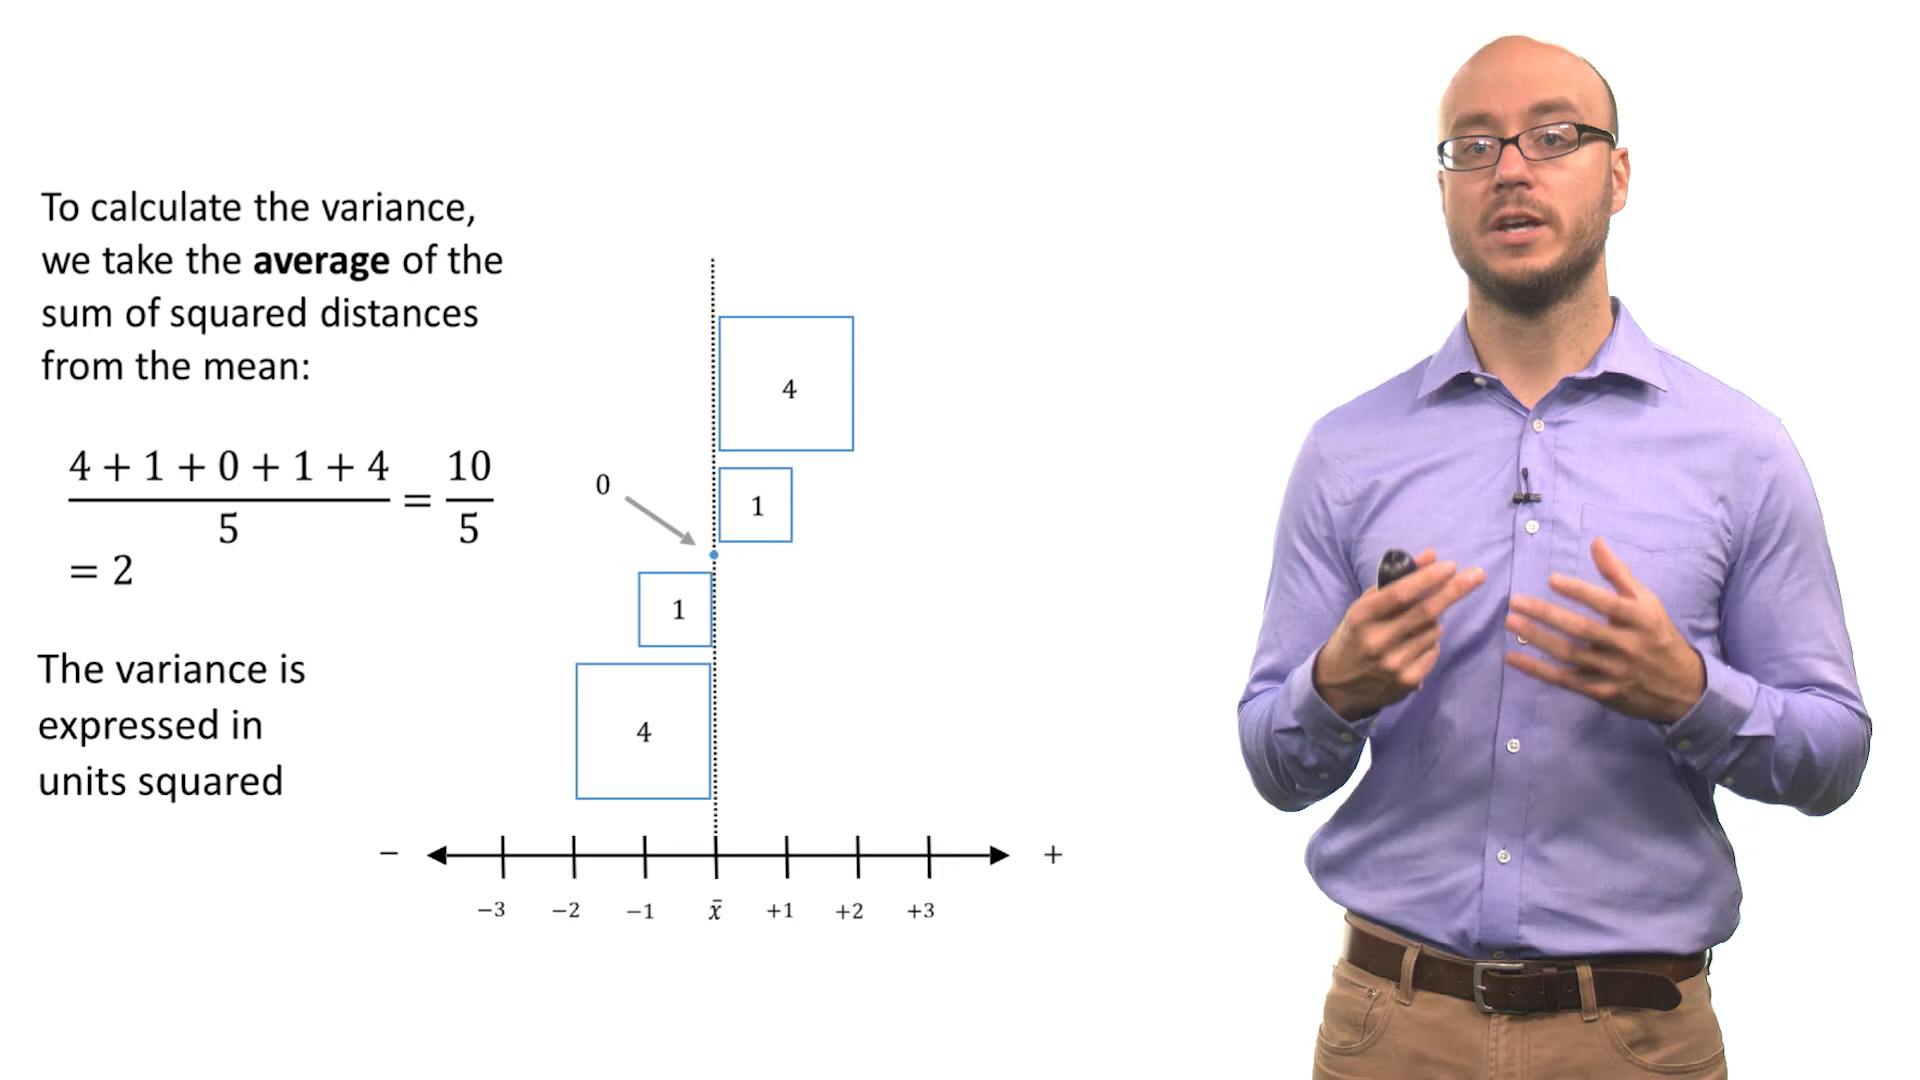 To calculate the variance,
we take the average of the
sum of squared distances
from the mean:
4 + 1 + 0 + 1 + 4
5
=
10
5
= 2
The variance is
expressed in
units squared
4
0
1
1
4
− +
−3 −2 −1 x̄ +1 +2 +3